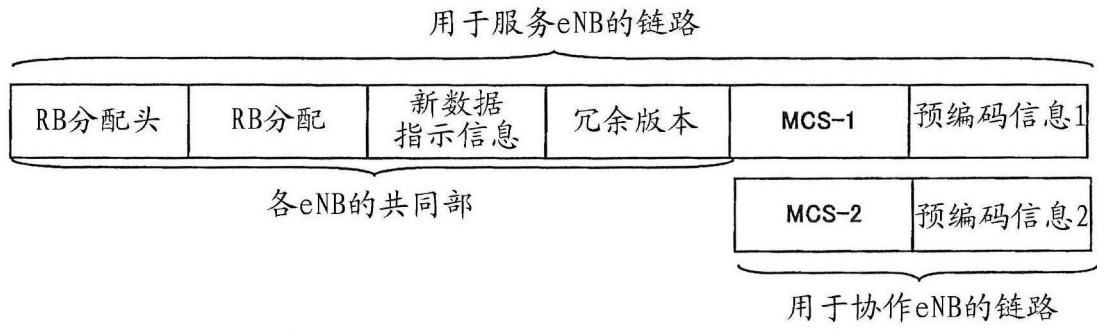 用于服务eNB的链路
RB分配头 RB分配 新数据 冗余版本 MCS-1 预编码信息1
指示信息
各eNB的共同部
MCS-2 预编码信息2
用于协作eNB的链路